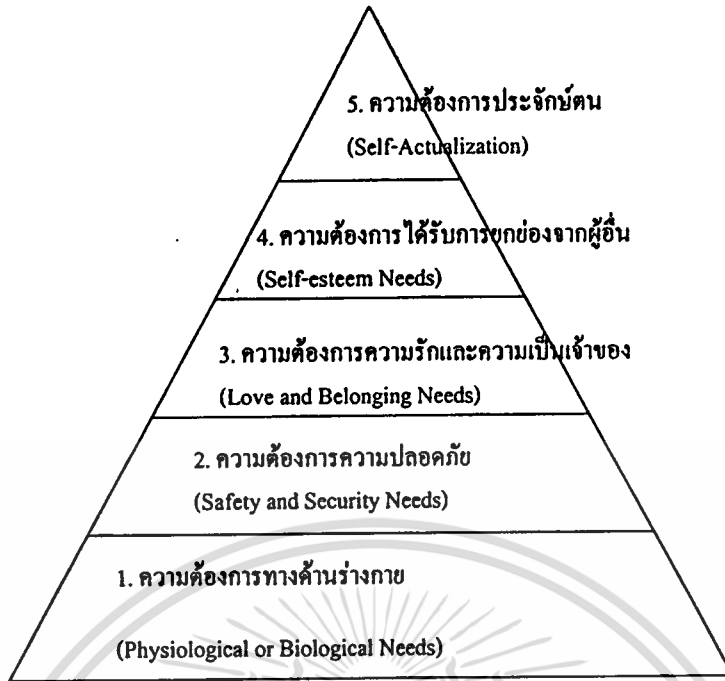 5. ความต้องการประจักษ์ตน
(Self-Actualization)
4. ความต้องการได้รับการยกย่องจากผู้อื่น
(Self-esteem Needs)
3. ความต้องการความรักและความเป็นเจ้าของ
(Love and Belonging Needs)
2. ความต้องการความปลอดภัย
(Safety and Security Needs)
1. ความต้องการทางด้านร่างกาย
(Physiological or Biological Needs)